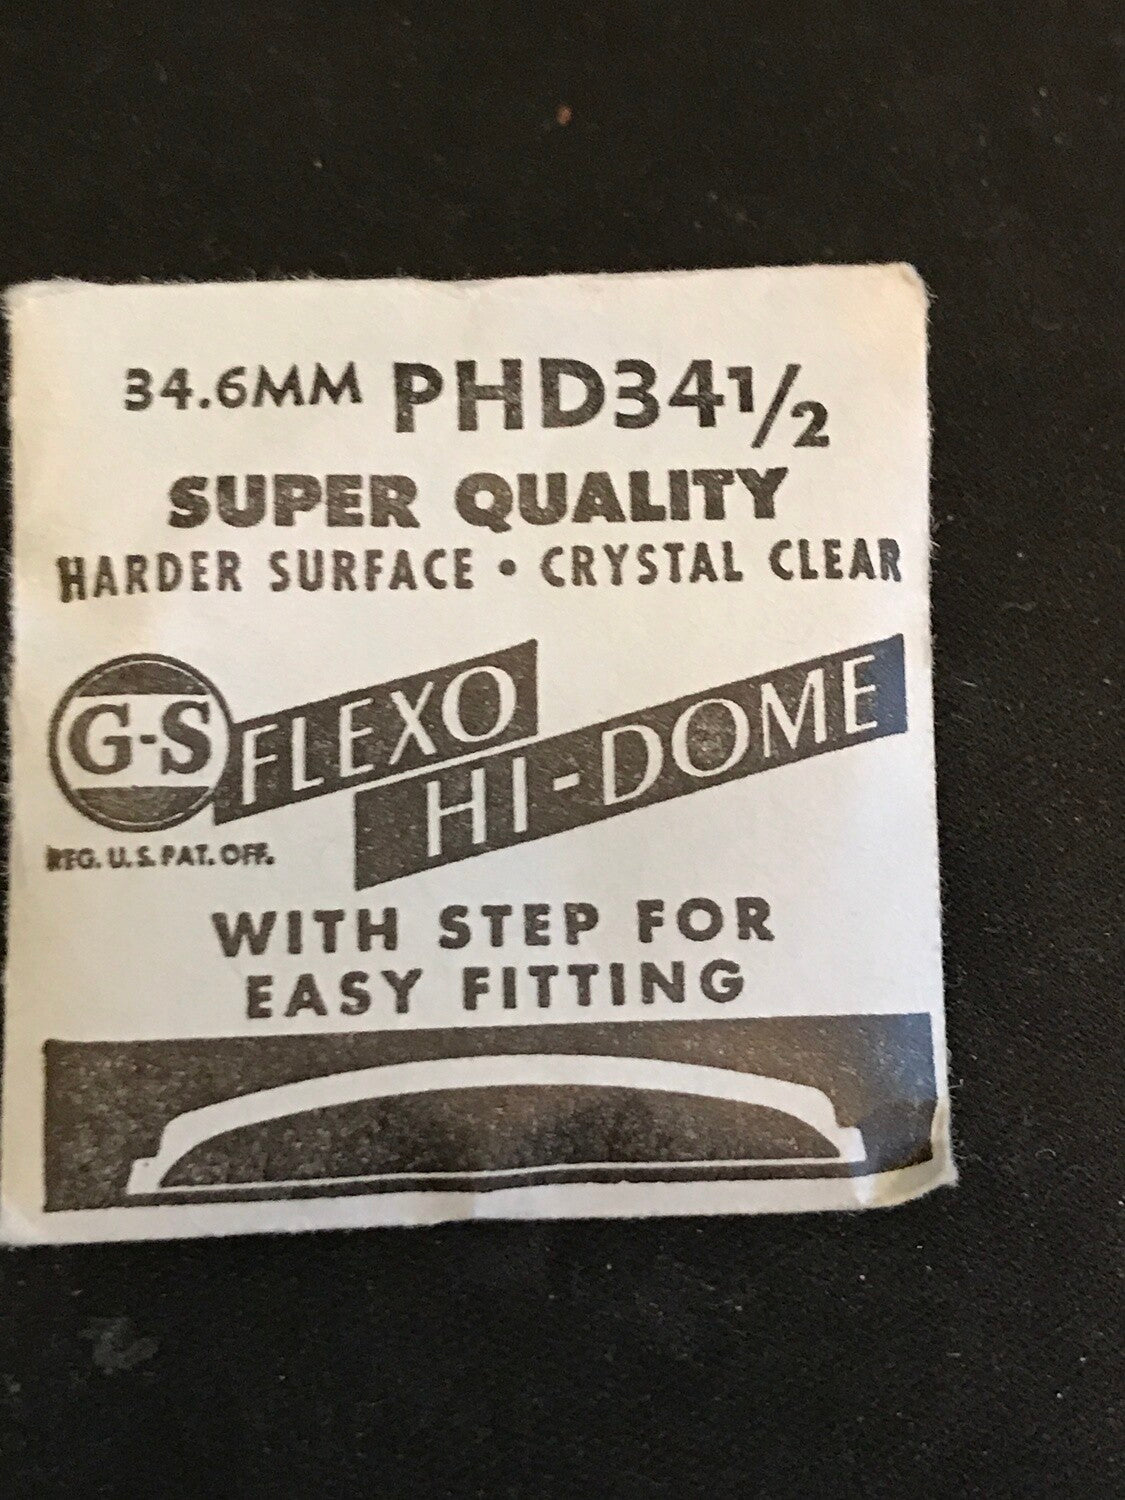 34.6MM PHD34½
SUPER QUALITY
HARDER SURFACE • CRYSTAL CLEAR
G-S FLEXO
HI-DOME
REG. U.S. PAT. OFF.
WITH STEP FOR
EASY FITTING